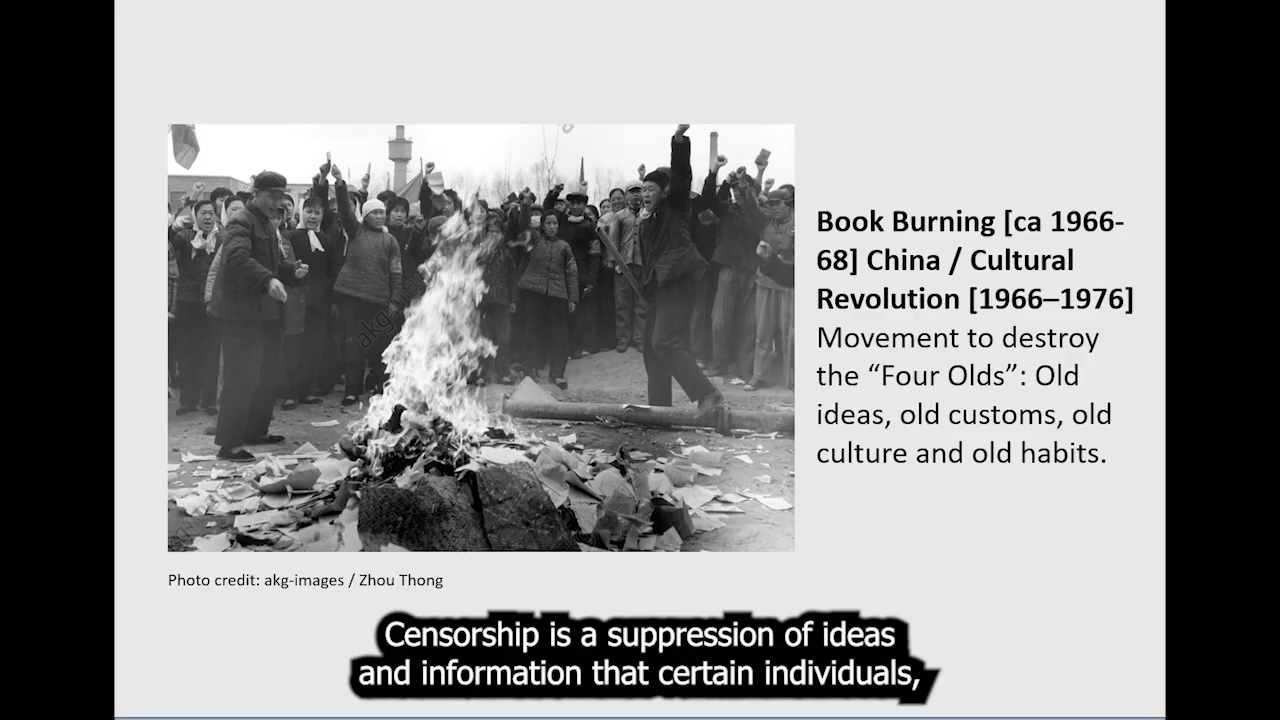 Book Burning [ca 1966-
68] China / Cultural
Revolution [1966–1976]
Movement to destroy
the “Four Olds”: Old
ideas, old customs, old
culture and old habits.
akg
Photo credit: akg-images / Zhou Thong
Censorship is a suppression of ideas
and information that certain individuals,